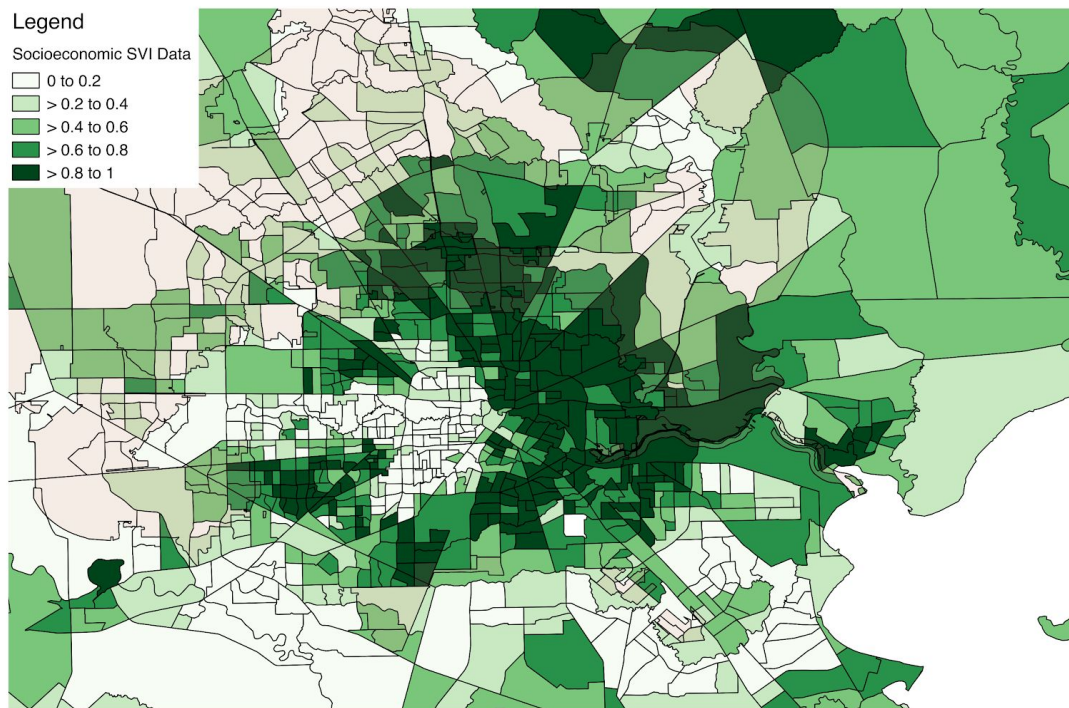 Legend
Socioeconomic SVI Data
0 to 0.2
> 0.2 to 0.4
> 0.4 to 0.6
> 0.6 to 0.8
> 0.8 to 1